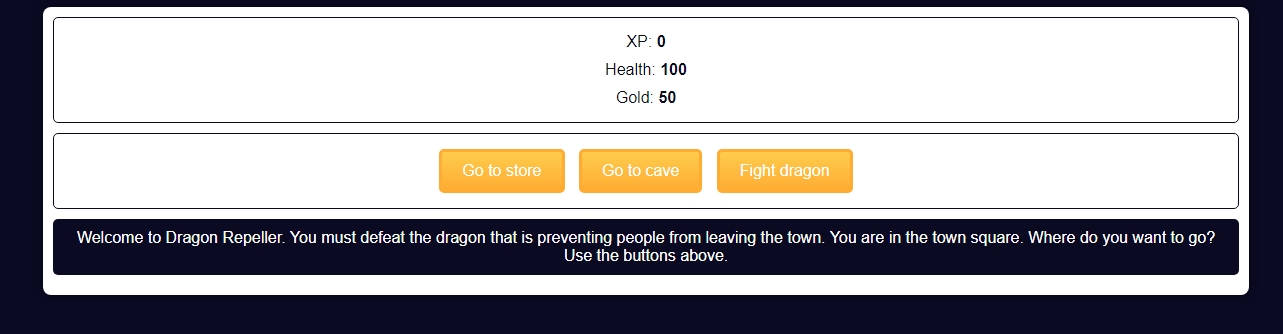 XP: 0
Health: 100
Gold: 50
Go to store
Go to cave
Fight dragon
Welcome to Dragon Repeller. You must defeat the dragon that is preventing people from leaving the town. You are in the town square. Where do you want to go?
Use the buttons above.